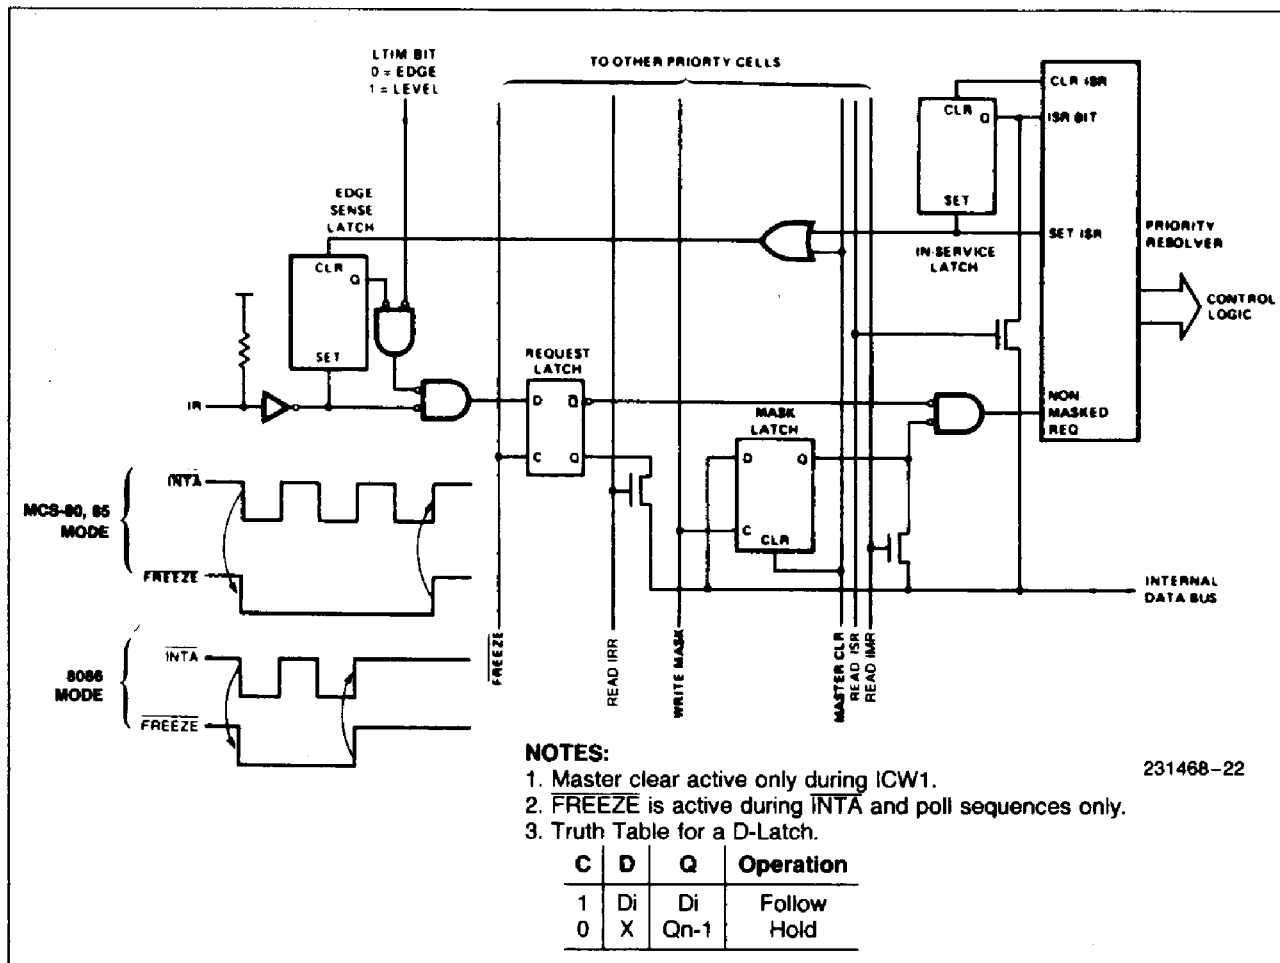 LTIM BIT
0 = EDGE
1 = LEVEL
TO OTHER PRIORTY CELLS
CLR ISR
CLR
Q
ISR BIT
SET
SET ISR
IN-SERVICE
LATCH
PRIORITY
RESOLVER
CONTROL
LOGIC
EDGE
SENSE
LATCH
CLR
Q
SET
IR
REQUEST
LATCH
D
Q
C
Q
MASK
LATCH
D
Q
C
CLR
NON
MASKED
REQ
INTERNAL
DATA BUS
MCS-80, 85
MODE
INTA
FREEZE
8086
MODE
INTA
FREEZE
FREEZE
READ IRR
WRITE MASK
MASTER CLR
READ ISR
READ IMR
NOTES:
1. Master clear active only during ICW1.
2. FREEZE is active during INTA and poll sequences only.
3. Truth Table for a D-Latch.
C D Q Operation
1 Di Di Follow
0 X Qn-1 Hold
231468-22